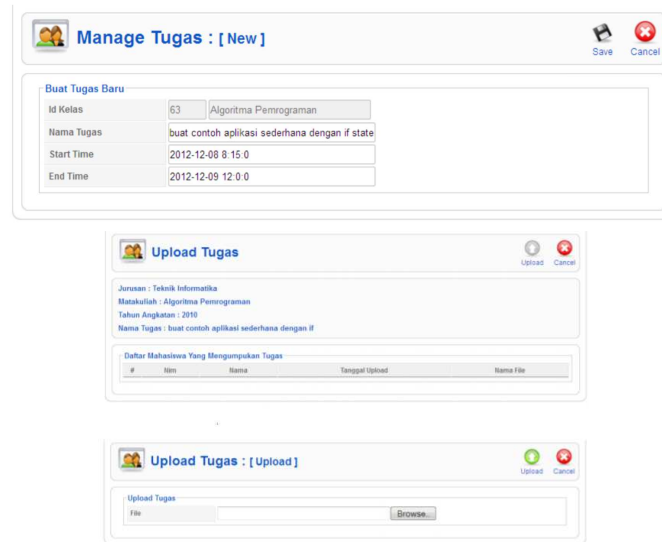 Manage Tugas : [ New ]
Save Cancel
Buat Tugas Baru
Id Kelas 63 Algoritma Pemrograman
Nama Tugas buat contoh aplikasi sederhana dengan if state
Start Time 2012-12-08 8:15:0
End Time 2012-12-09 12:0:0
Upload Tugas
Upload Cancel
Jurusan : Teknik Informatika
Matakuliah : Algoritma Pemrograman
Tahun Angkatan : 2010
Nama Tugas : buat contoh aplikasi sederhana dengan if
Daftar Mahasiswa Yang Mengumpukan Tugas
# Nim Nama Tanggal Upload Nama File
Upload Tugas : [ Upload ]
Upload Cancel
Upload Tugas
File Browse..